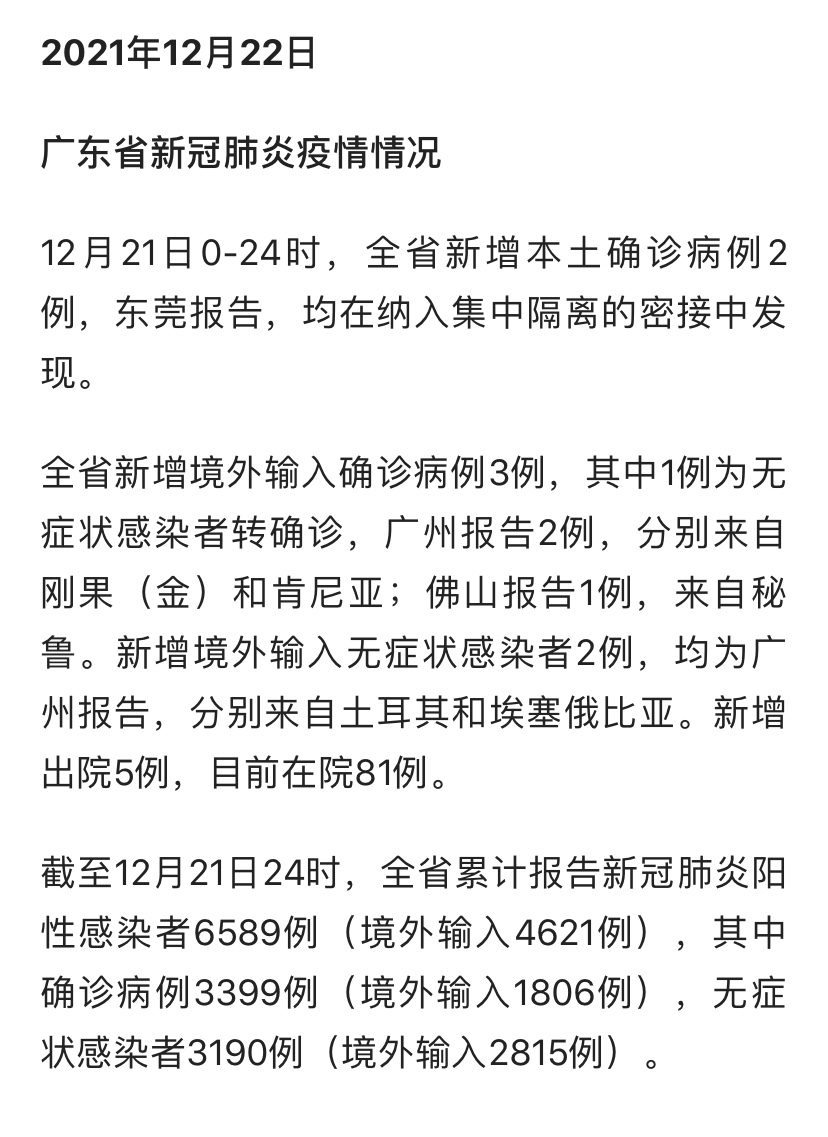 2021年12月22日
广东省新冠肺炎疫情情况
12月21日0-24时，全省新增本土确诊病例2
例，东莞报告，均在纳入集中隔离的密接中发
现。
全省新增境外输入确诊病例3例，其中1例为无
症状感染者转确诊，广州报告2例，分别来自
刚果（金）和肯尼亚；佛山报告1例，来自秘
鲁。新增境外输入无症状感染者2例，均为广
州报告，分别来自土耳其和埃塞俄比亚。新增
出院5例，目前在院81例。
截至12月21日24时，全省累计报告新冠肺炎阳
性感染者6589例（境外输入4621例），其中
确诊病例3399例（境外输入1806例），无症
状感染者3190例（境外输入2815例）。